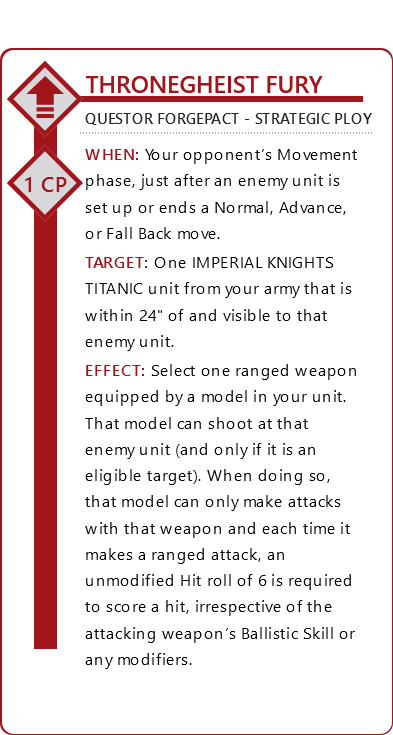 THRONEGHEIST FURY
QUESTOR FORGEPACT - STRATEGIC PLOY
1 CP
WHEN: Your opponent's Movement
phase, just after an enemy unit is
set up or ends a Normal, Advance,
or Fall Back move.
TARGET: One IMPERIAL KNIGHTS
TITANIC unit from your army that is
within 24" of and visible to that
enemy unit.
EFFECT: Select one ranged weapon
equipped by a model in your unit.
That model can shoot at that
enemy unit (and only if it is an
eligible target). When doing so,
that model can only make attacks
with that weapon and each time it
makes a ranged attack, an
unmodified Hit roll of 6 is required
to score a hit, irrespective of the
attacking weapon's Ballistic Skill or
any modifiers.